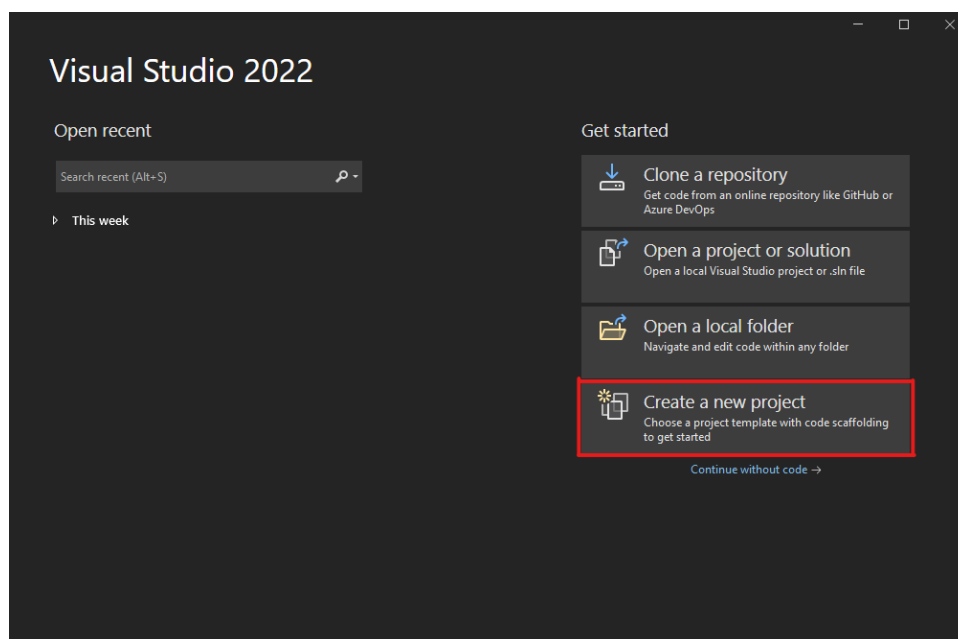 Visual Studio 2022
Open recent
Search recent (Alt+S)
This week
Get started
Clone a repository
Get code from an online repository like GitHub or
Azure DevOps
Open a project or solution
Open a local Visual Studio project or .sln file
Open a local folder
Navigate and edit code within any folder
Create a new project
Choose a project template with code scaffolding
to get started
Continue without code →